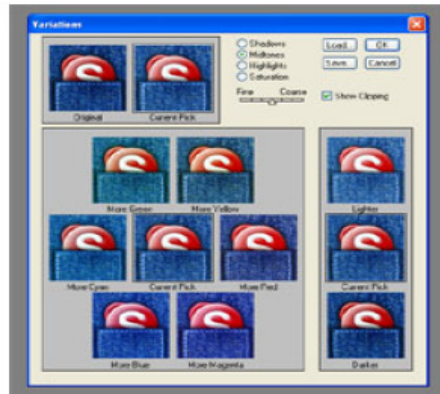 Variations
Shadows
Midtones
Highlights
Saturation
Fine Coarse
Load...
OK
Save...
Cancel
Show Clipping
Original
Current Pick
More Green
More Yellow
More Cyan
Current Pick
More Red
More Blue
More Magenta
Lighter
Current Pick
Darker